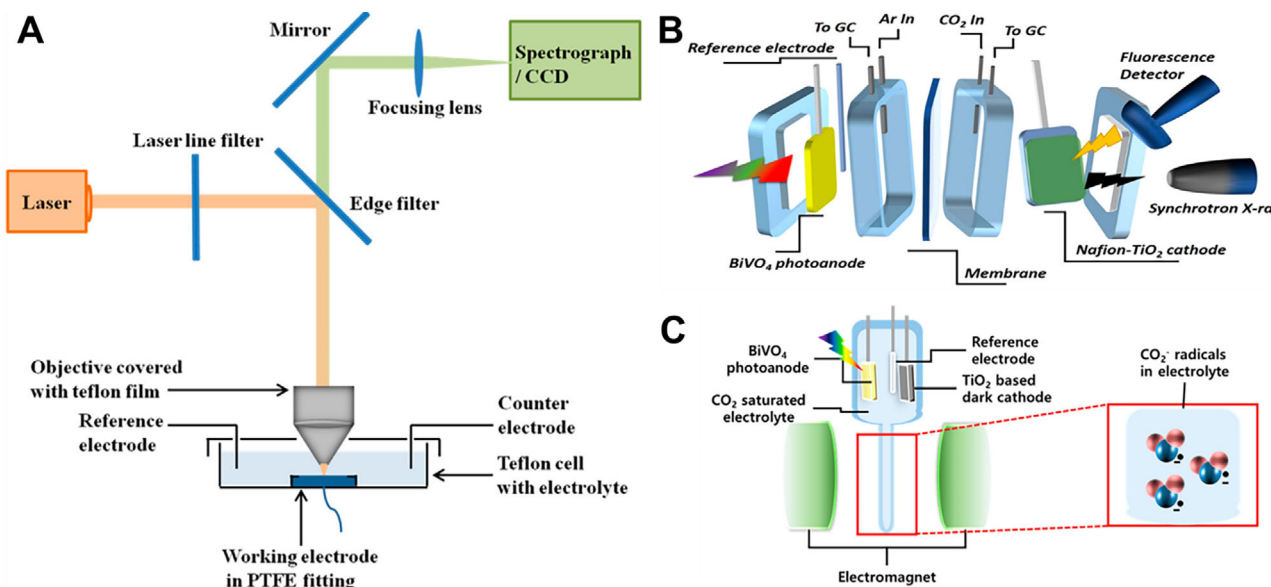 A
Mirror
Spectrograph
/ CCD
Focusing lens
Laser line filter
Laser
Edge filter
Objective covered
with teflon film
Reference
electrode
Counter
electrode
Teflon cell
with electrolyte
Working electrode
in PTFE fitting
B
To GC
Ar In
CO₂ In
To GC
Reference electrode
Fluorescence
Detector
Synchrotron X-ra
BiVO₄ photoanode
Membrane
Nafion-TiO₂ cathode
C
BiVO₄
photoanode
Reference
electrode
TiO₂ based
dark cathode
CO₂ saturated
electrolyte
Electromagnet
CO₂⁻ radicals
in electrolyte